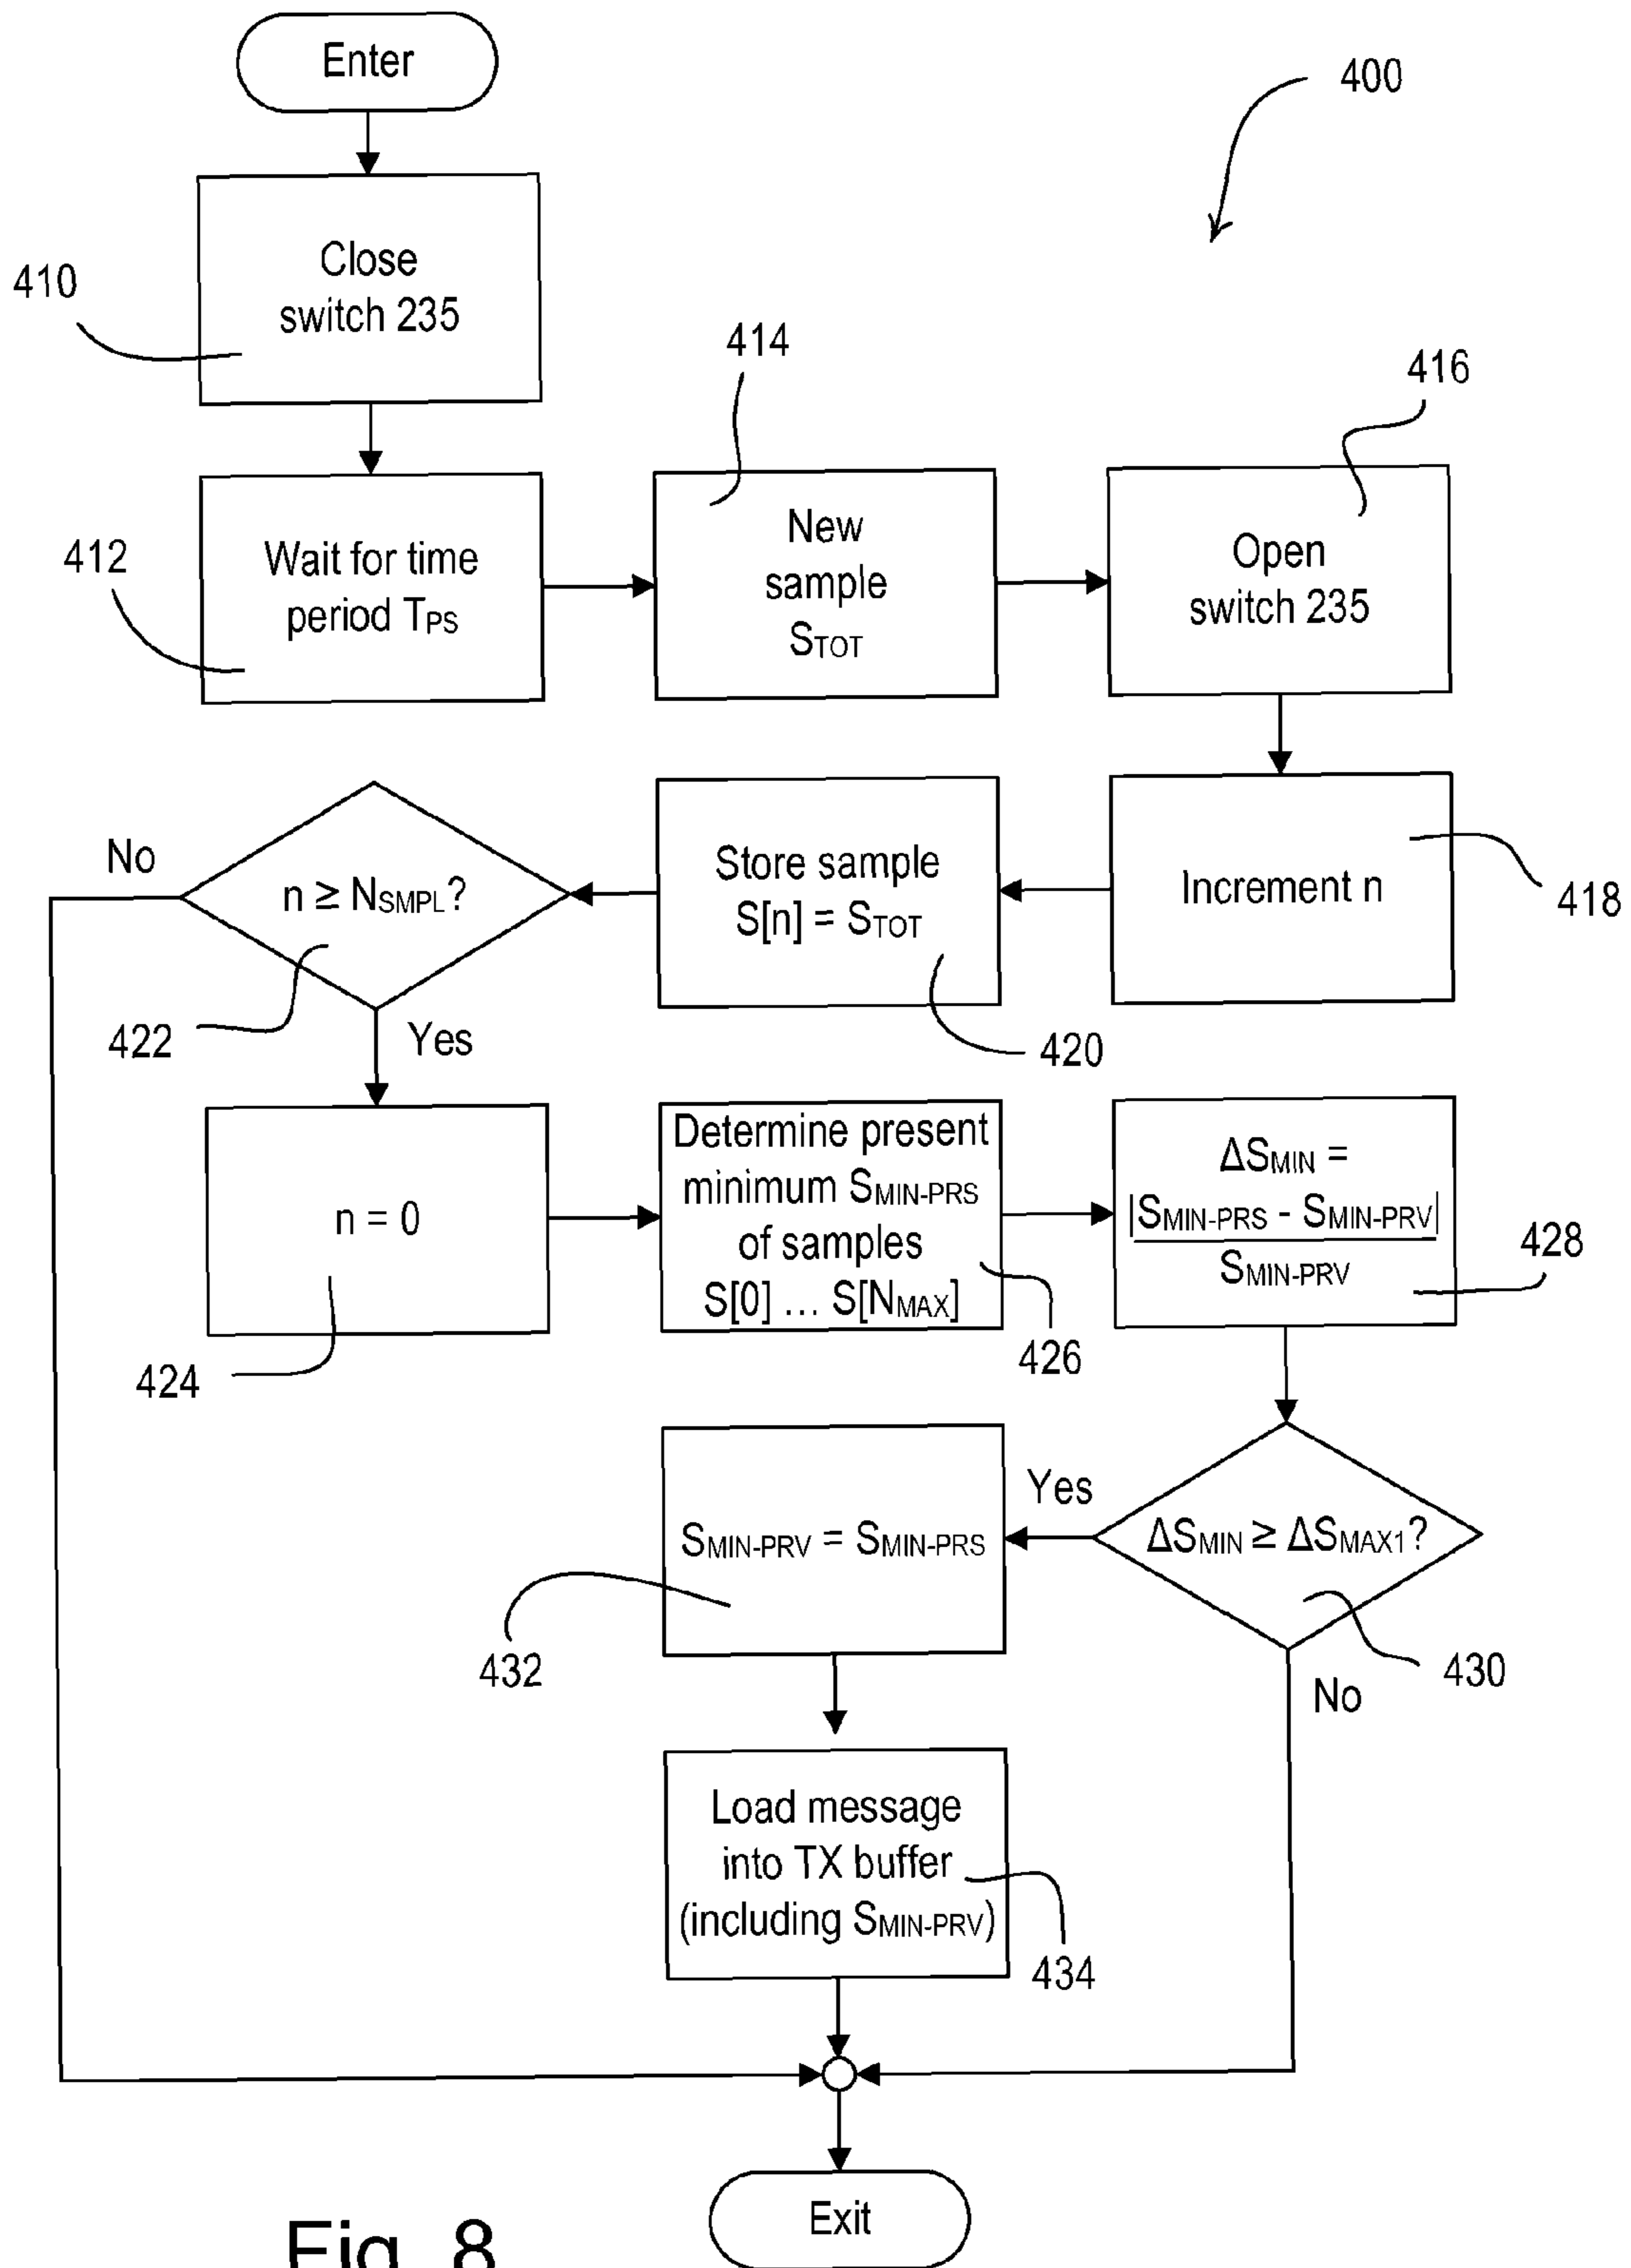 Enter
400
Close
switch 235
410
414
416
Wait for time
period TPS
412
New
sample
STOT
Open
switch 235
No
n ≥ NSMPL?
422
Yes
Store sample
S[n] = STOT
420
Increment n
418
n = 0
424
Determine present
minimum SMIN-PRS
of samples
S[0] ... S[NMAX]
426
ΔSMIN =
|SMIN-PRS - SMIN-PRV|
SMIN-PRV
428
SMIN-PRV = SMIN-PRS
432
Yes
ΔSMIN ≥ ΔSMAX1?
430
No
Load message
into TX buffer
(including SMIN-PRV)
434
Exit
Fig. 8